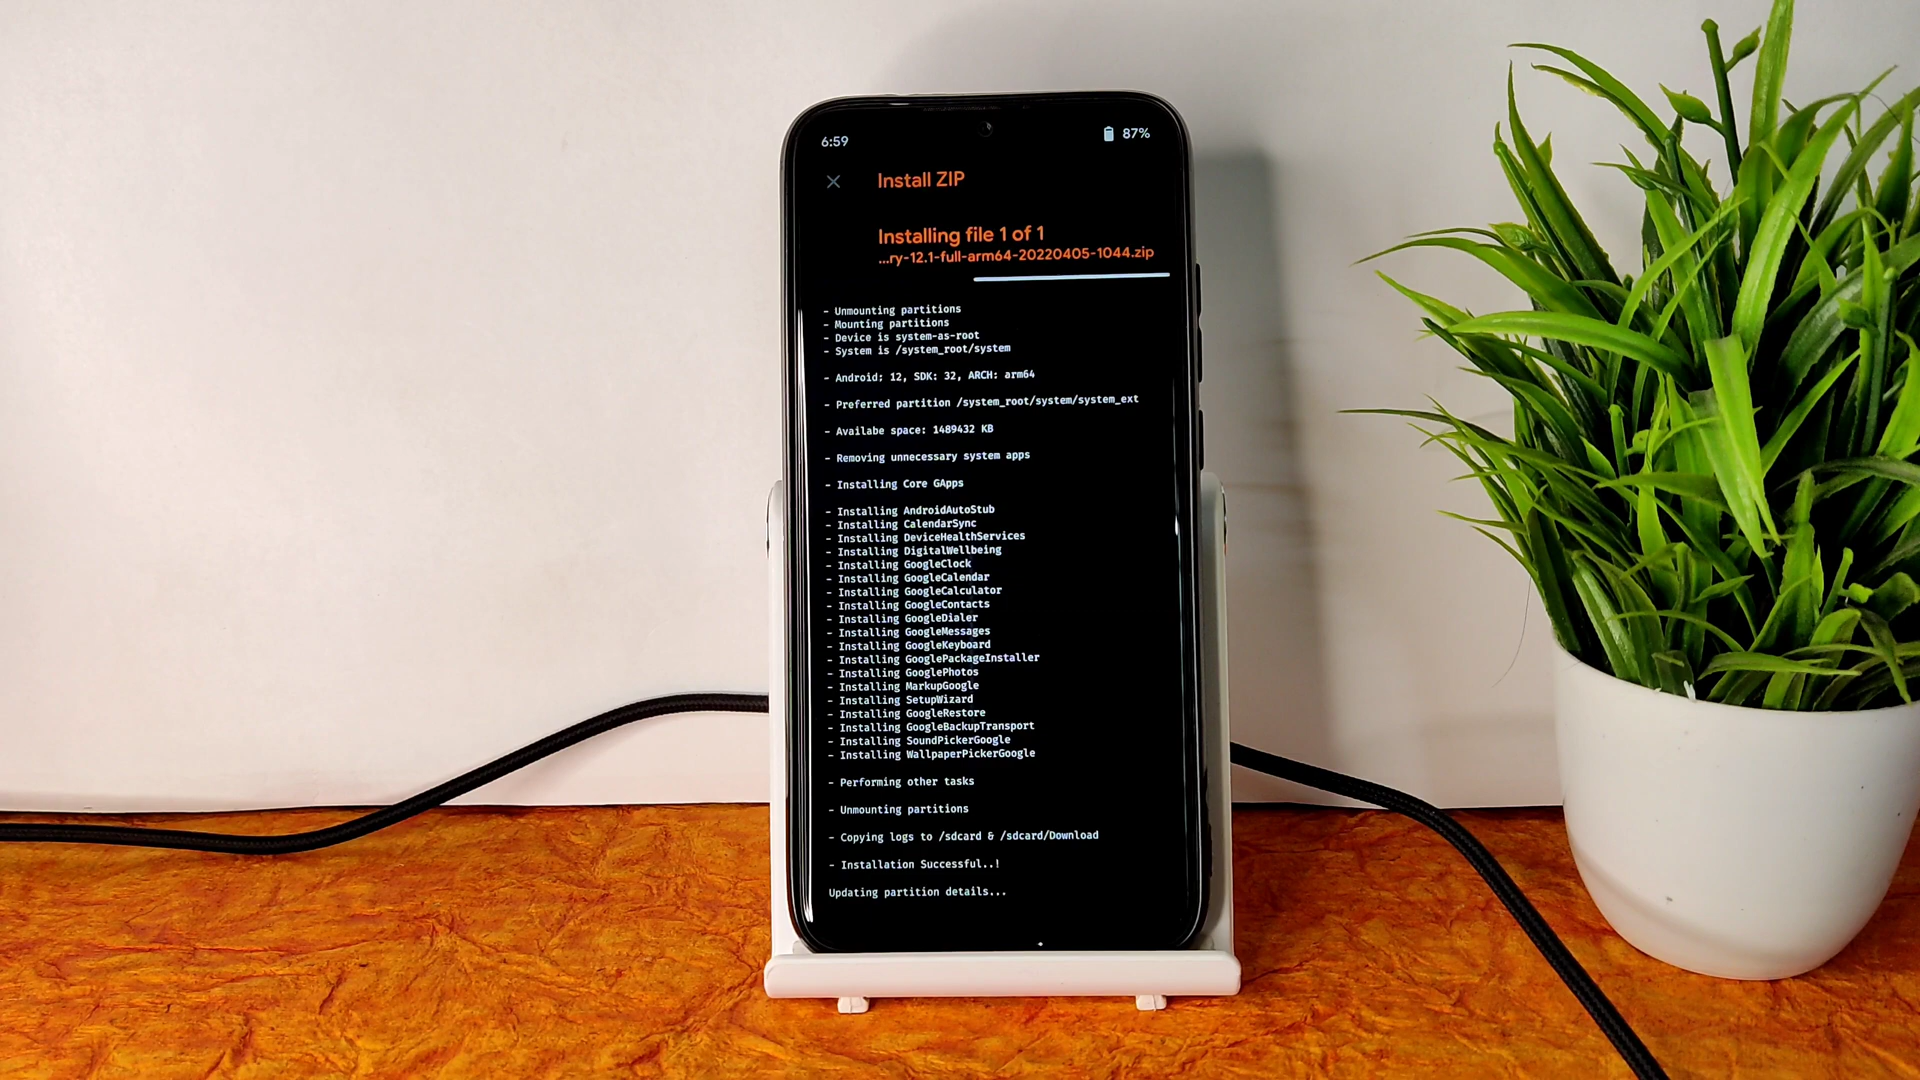 6:59
87%
Install ZIP
Installing file 1 of 1
...ry-12.1-full-arm64-20220405-1044.zip
- Unmounting partitions
- Mounting partitions
- Device is system-as-root
- System is /system_root/system
- Android: 12, SDK: 32, ARCH: arm64
- Preferred partition /system_root/system/system_ext
- Availabe space: 1489432 KB
- Removing unnecessary system apps
- Installing Core GApps
- Installing AndroidAutoStub
- Installing CalendarSync
- Installing DeviceHealthServices
- Installing DigitalWellbeing
- Installing GoogleClock
- Installing GoogleCalendar
- Installing GoogleCalculator
- Installing GoogleContacts
- Installing GoogleDialer
- Installing GoogleMessages
- Installing GoogleKeyboard
- Installing GooglePackageInstaller
- Installing GooglePhotos
- Installing MarkupGoogle
- Installing SetupWizard
- Installing GoogleRestore
- Installing GoogleBackupTransport
- Installing SoundPickerGoogle
- Installing WallpaperPickerGoogle
- Performing other tasks
- Unmounting partitions
- Copying logs to /sdcard & /sdcard/Download
- Installation Successful..!
Updating partition details...